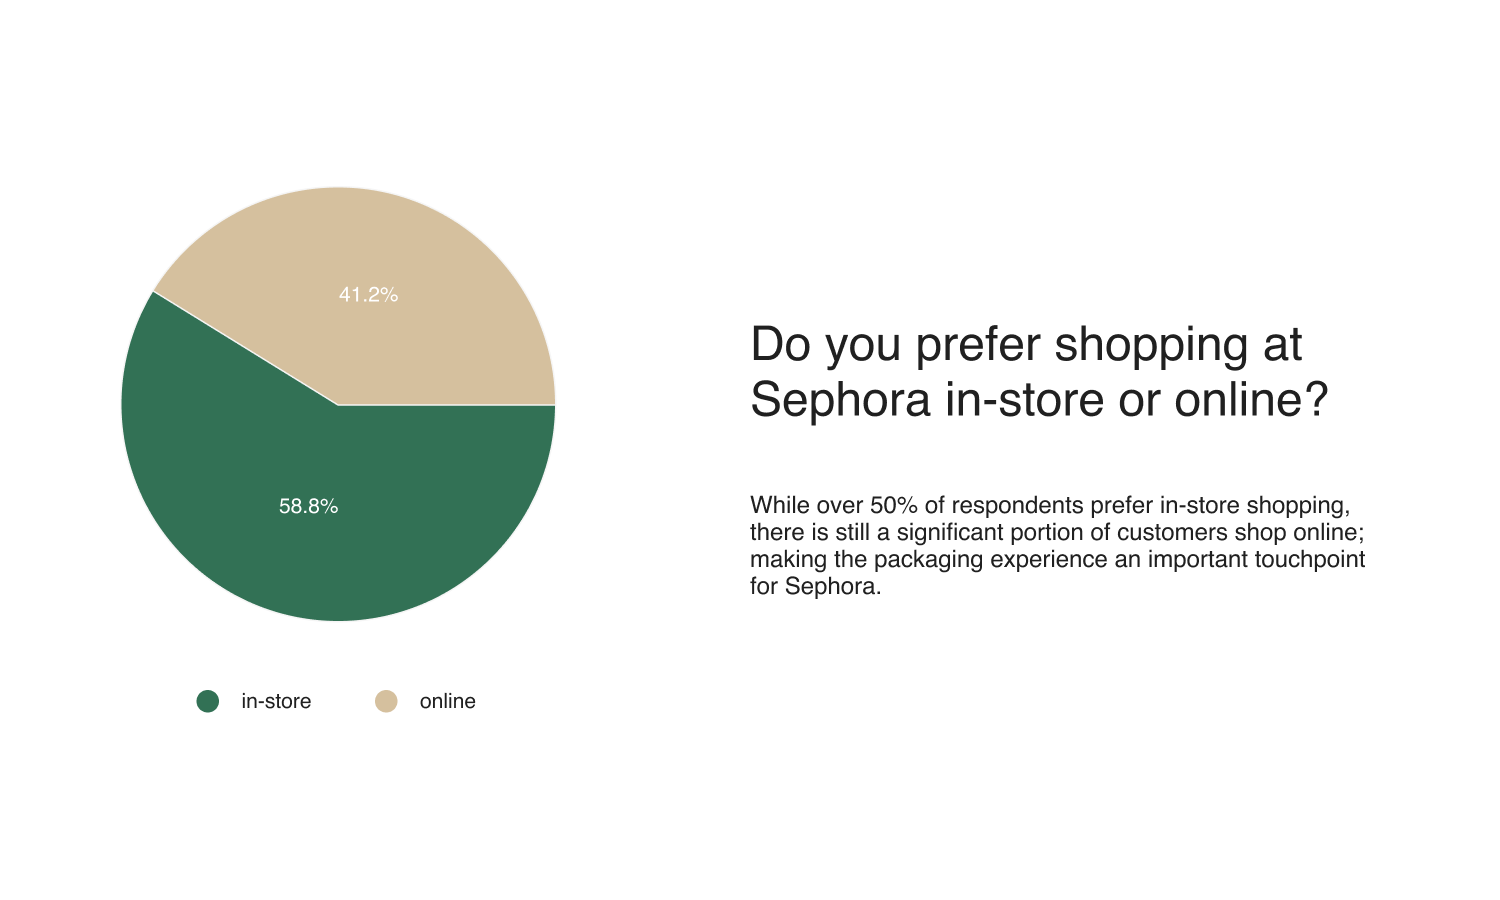 41.2%
58.8%
in-store
online
Do you prefer shopping at
Sephora in-store or online?
While over 50% of respondents prefer in-store shopping,
there is still a significant portion of customers shop online;
making the packaging experience an important touchpoint
for Sephora.